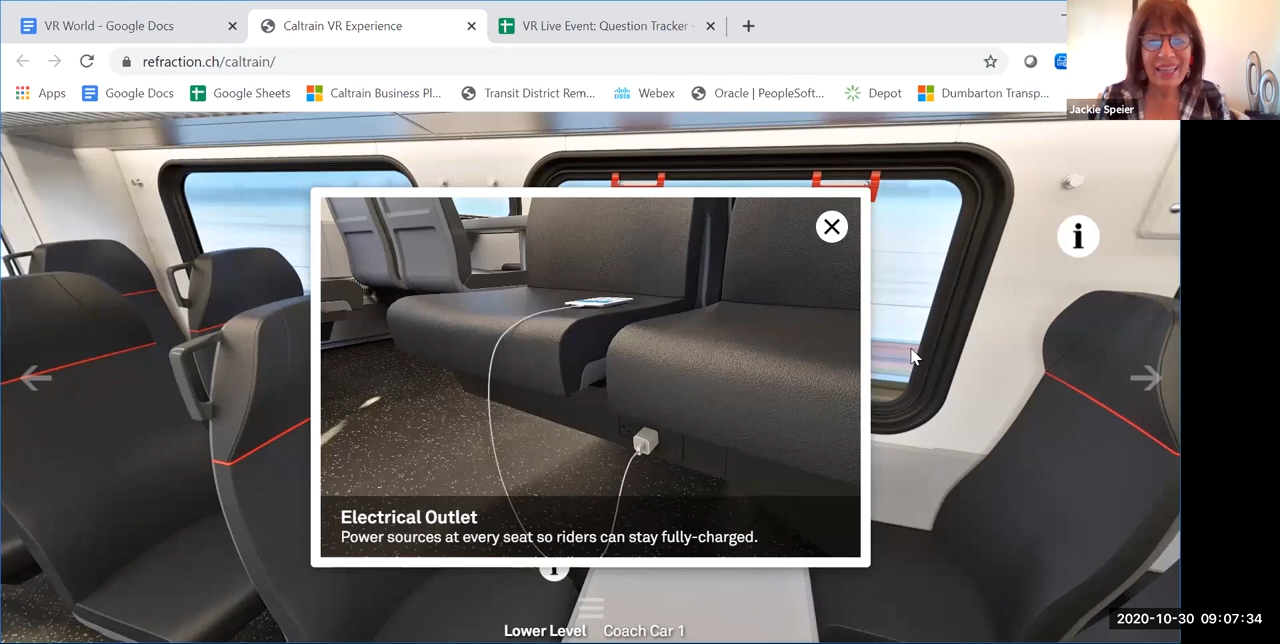 VR World - Google Docs
Caltrain VR Experience
VR Live Event: Question Tracker -
refraction.ch/caltrain/
Apps
Google Docs
Google Sheets
Caltrain Business Pl...
Transit District Rem...
Webex
Oracle | PeopleSoft...
Depot
Dumbarton Transp...
Jackie Speier
i
Electrical Outlet
Power sources at every seat so riders can stay fully-charged.
Lower Level Coach Car 1
2020-10-30 09:07:34